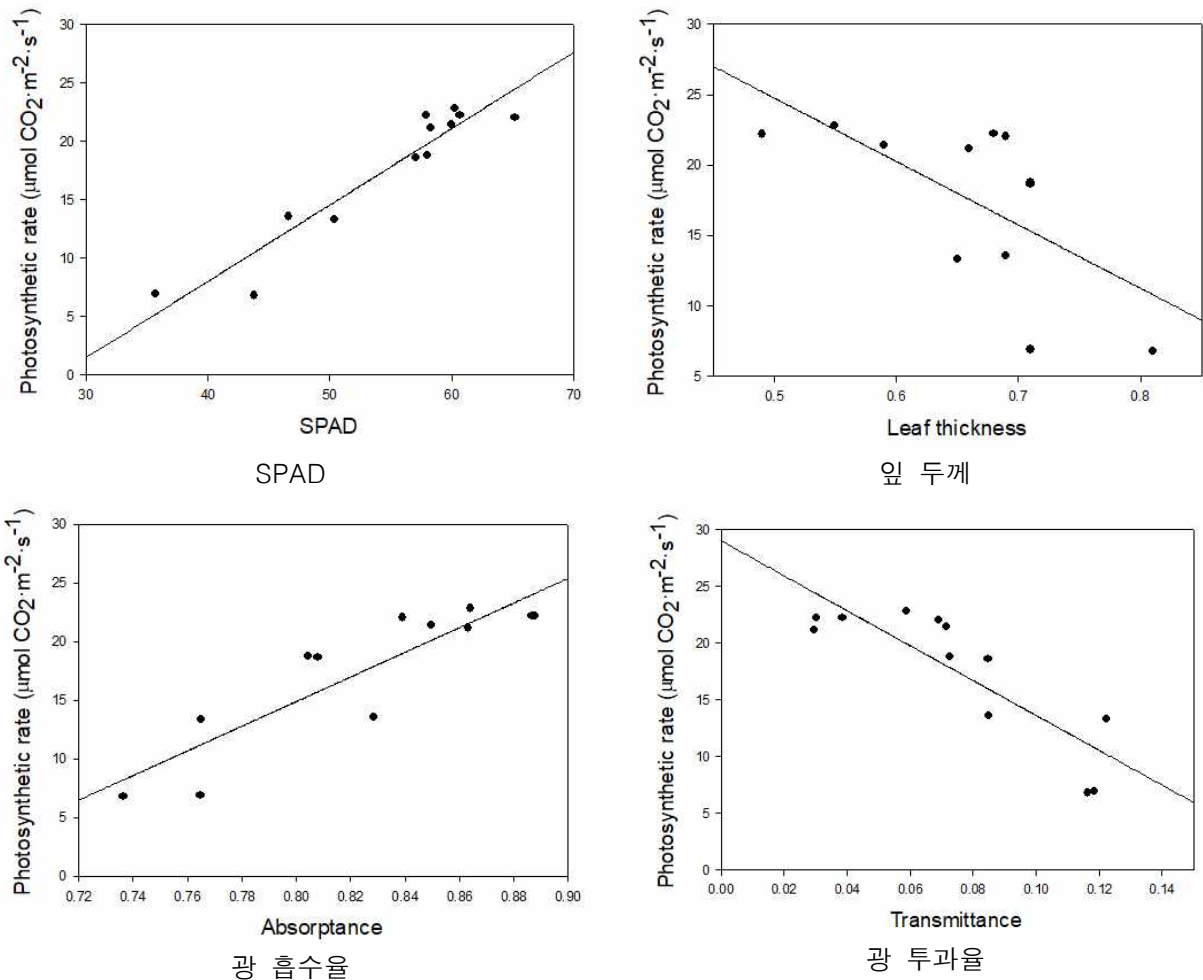 Photosynthetic rate (μmol CO₂·m⁻²·s⁻¹)
30
25
20
15
10
5
0
30 40 50 60 70
SPAD
SPAD
Photosynthetic rate (μmol CO₂·m⁻²·s⁻¹)
30
25
20
15
10
5
0.5 0.6 0.7 0.8
Leaf thickness
잎 두께
Photosynthetic rate (μmol CO₂·m⁻²·s⁻¹)
30
25
20
15
10
5
0
0.72 0.74 0.76 0.78 0.80 0.82 0.84 0.86 0.88 0.90
Absorptance
광 흡수율
Photosynthetic rate (μmol CO₂·m⁻²·s⁻¹)
30
25
20
15
10
5
0
0.00 0.02 0.04 0.06 0.08 0.10 0.12 0.14
Transmittance
광 투과율